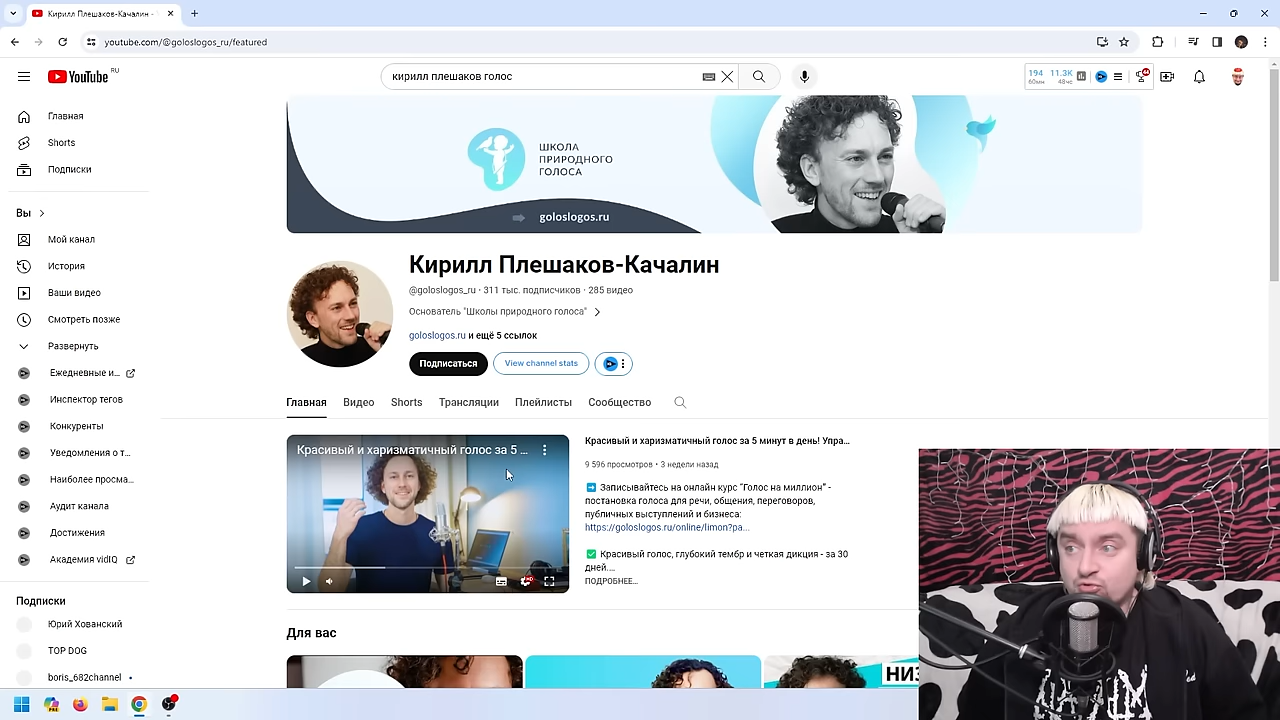 Кирилл Плешаков-Качалин -
youtube.com/@goloslogos_ru/featured
YouTube RU
кирилл плешаков голос
194
60мн
11.3K
48чс
Главная
Shorts
Подписки
Вы
Мой канал
История
Ваши видео
Смотреть позже
Развернуть
Ежедневные и...
Инспектор тегов
Конкуренты
Уведомления о т...
Наиболее просма...
Аудит канала
Достижения
Академия vidIQ
Подписки
Юрий Хованский
TOP DOG
boris_682channel
ШКОЛА
ПРИРОДНОГО
ГОЛОСА
goloslogos.ru
Кирилл Плешаков-Качалин
@goloslogos_ru · 311 тыс. подписчиков · 285 видео
Основатель "Школы природного голоса"
goloslogos.ru и ещё 5 ссылок
Подписаться
View channel stats
Главная
Видео
Shorts
Трансляции
Плейлисты
Сообщество
Красивый и харизматичный голос за 5 ...
Красивый и харизматичный голос за 5 минут в день! Упра...
9 596 просмотров • 3 недели назад
➡ Записывайтесь на онлайн курс "Голос на миллион" -
постановка голоса для речи, общения, переговоров,
публичных выступлений и бизнеса:
https://goloslogos.ru/online/limon?pa...
✅ Красивый голос, глубокий тембр и четкая дикция - за 30
дней....
ПОДРОБНЕЕ...
Для вас
НИЗ